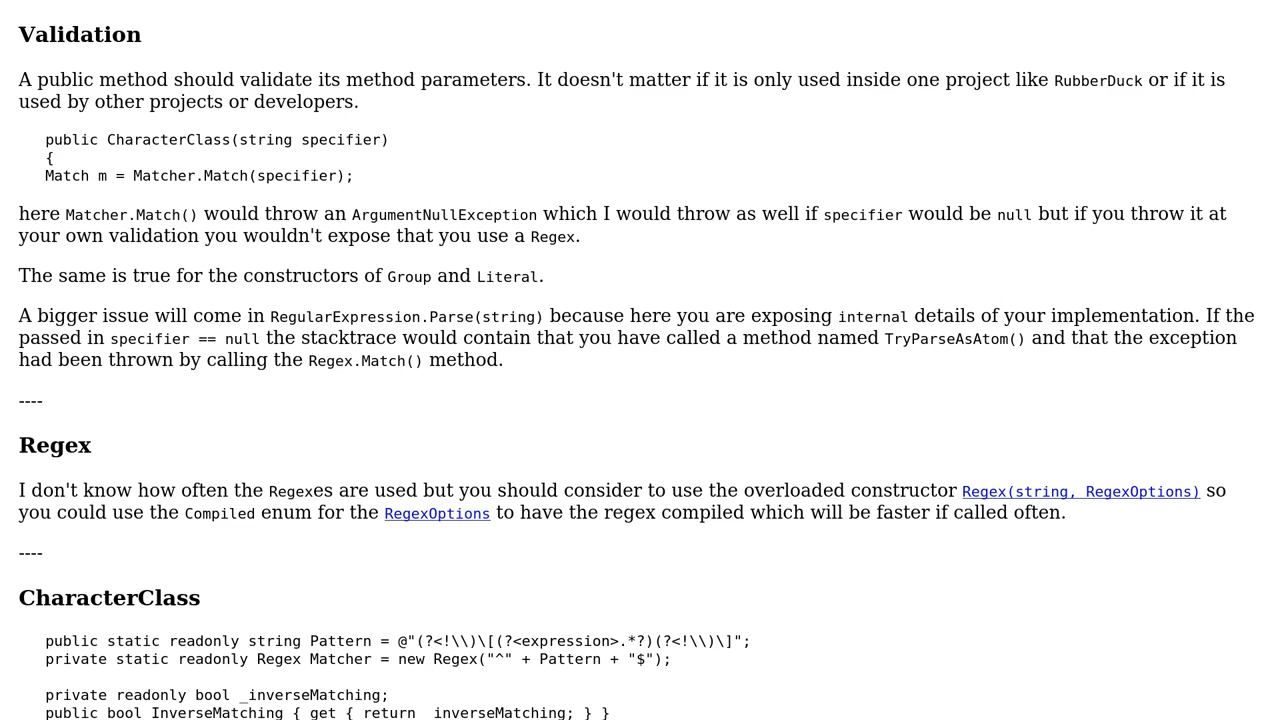 Validation
A public method should validate its method parameters. It doesn't matter if it is only used inside one project like RubberDuck or if it is
used by other projects or developers.
public CharacterClass(string specifier)
{
Match m = Matcher.Match(specifier);
here Matcher.Match() would throw an ArgumentNullException which I would throw as well if specifier would be null but if you throw it at
your own validation you wouldn't expose that you use a Regex.
The same is true for the constructors of Group and Literal.
A bigger issue will come in RegularExpression.Parse(string) because here you are exposing internal details of your implementation. If the
passed in specifier == null the stacktrace would contain that you have called a method named TryParseAsAtom() and that the exception
had been thrown by calling the Regex.Match() method.
----
Regex
I don't know how often the Regexes are used but you should consider to use the overloaded constructor Regex(string, RegexOptions) so
you could use the Compiled enum for the RegexOptions to have the regex compiled which will be faster if called often.
----
CharacterClass
public static readonly string Pattern = @"(?<!\\)\[(?<expression>.*?)(?<!\\)\]";
private static readonly Regex Matcher = new Regex("^" + Pattern + "$");
private readonly bool _inverseMatching;
public bool InverseMatching { get { return _inverseMatching; } }